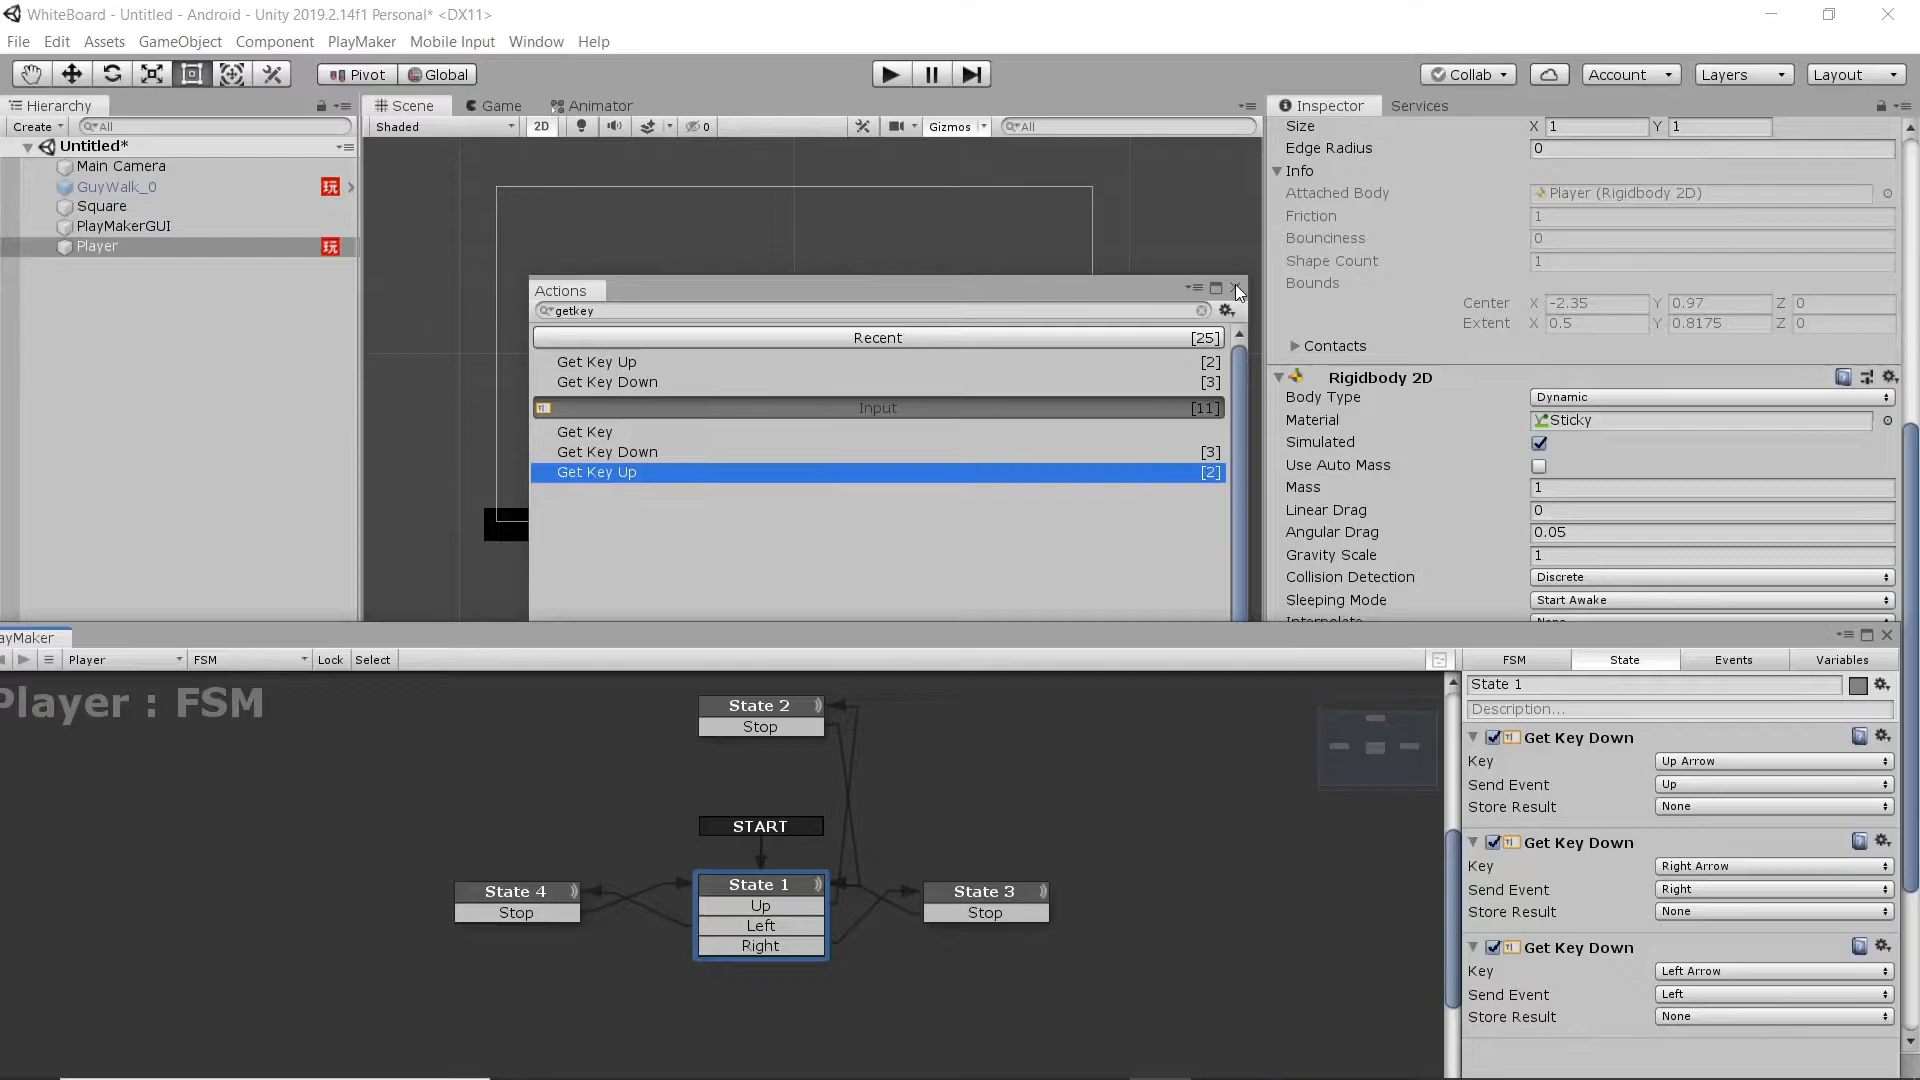 WhiteBoard - Untitled - Android - Unity 2019.2.14f1 Personal* <DX11>
File Edit Assets GameObject Component PlayMaker Mobile Input Window Help
Pivot Global Collab Account Layers Layout
Hierarchy Scene Game Animator Inspector Services
Create All Shaded 2D 0 Gizmos All
Size X 1 Y 1
Untitled*
Edge Radius 0
Main Camera
Info
GuyWalk_0 玩
Attached Body Player (Rigidbody 2D)
Square
Friction 1
PlayMakerGUI
Bounciness 0
Player 玩
Shape Count 1
Bounds
Center X -2.35 Y 0.97 Z 0
Extent X 0.5 Y 0.8175 Z 0
Contacts
Actions
getkey
Recent [25]
Get Key Up [2]
Get Key Down [3]
Input [11]
Get Key
Get Key Down [3]
Get Key Up [2]
Rigidbody 2D
Body Type Dynamic
Material Sticky
Simulated
Use Auto Mass
Mass 1
Linear Drag 0
Angular Drag 0.05
Gravity Scale 1
Collision Detection Discrete
Sleeping Mode Start Awake
ayMaker
Player FSM Lock Select
FSM State Events Variables
Player : FSM
State 2
Stop
START
State 4
Stop
State 1
Up
Left
Right
State 3
Stop
State 1
Description...
Get Key Down
Key Up Arrow
Send Event Up
Store Result None
Get Key Down
Key Right Arrow
Send Event Right
Store Result None
Get Key Down
Key Left Arrow
Send Event Left
Store Result None